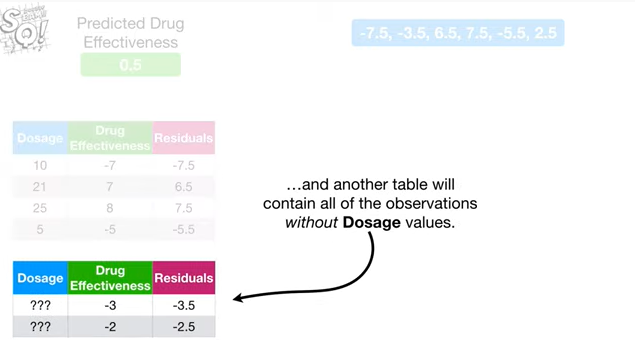 SQ!
Predicted Drug
Effectiveness
0.5
-7.5, -3.5, 6.5, 7.5, -5.5, 2.5
Dosage Drug Effectiveness Residuals
10 -7 -7.5
21 7 6.5
25 8 7.5
5 -5 -5.5
...and another table will
contain all of the observations
without Dosage values.
Dosage Drug Effectiveness Residuals
??? -3 -3.5
??? -2 -2.5